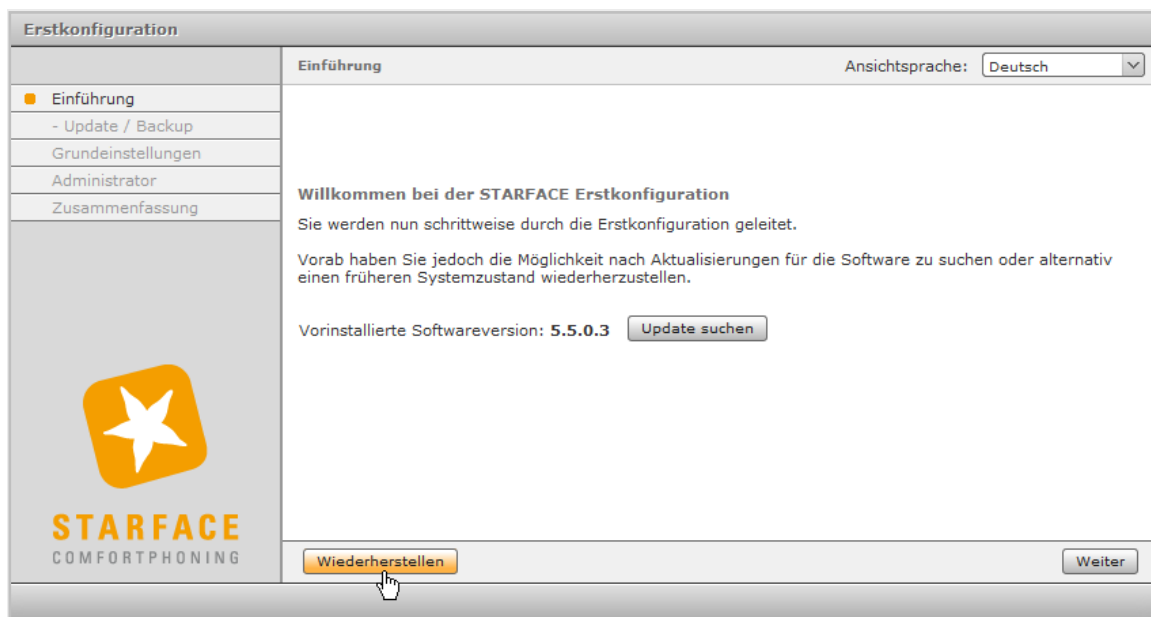 Erstkonfiguration
Einführung
Ansichtsprache: Deutsch
Einführung
- Update / Backup
Grundeinstellungen
Administrator
Zusammenfassung
Willkommen bei der STARFACE Erstkonfiguration
Sie werden nun schrittweise durch die Erstkonfiguration geleitet.
Vorab haben Sie jedoch die Möglichkeit nach Aktualisierungen für die Software zu suchen oder alternativ
einen früheren Systemzustand wiederherzustellen.
Vorinstallierte Softwareversion: 5.5.0.3 Update suchen
STARFACE
COMFORTPHONING
Wiederherstellen
Weiter